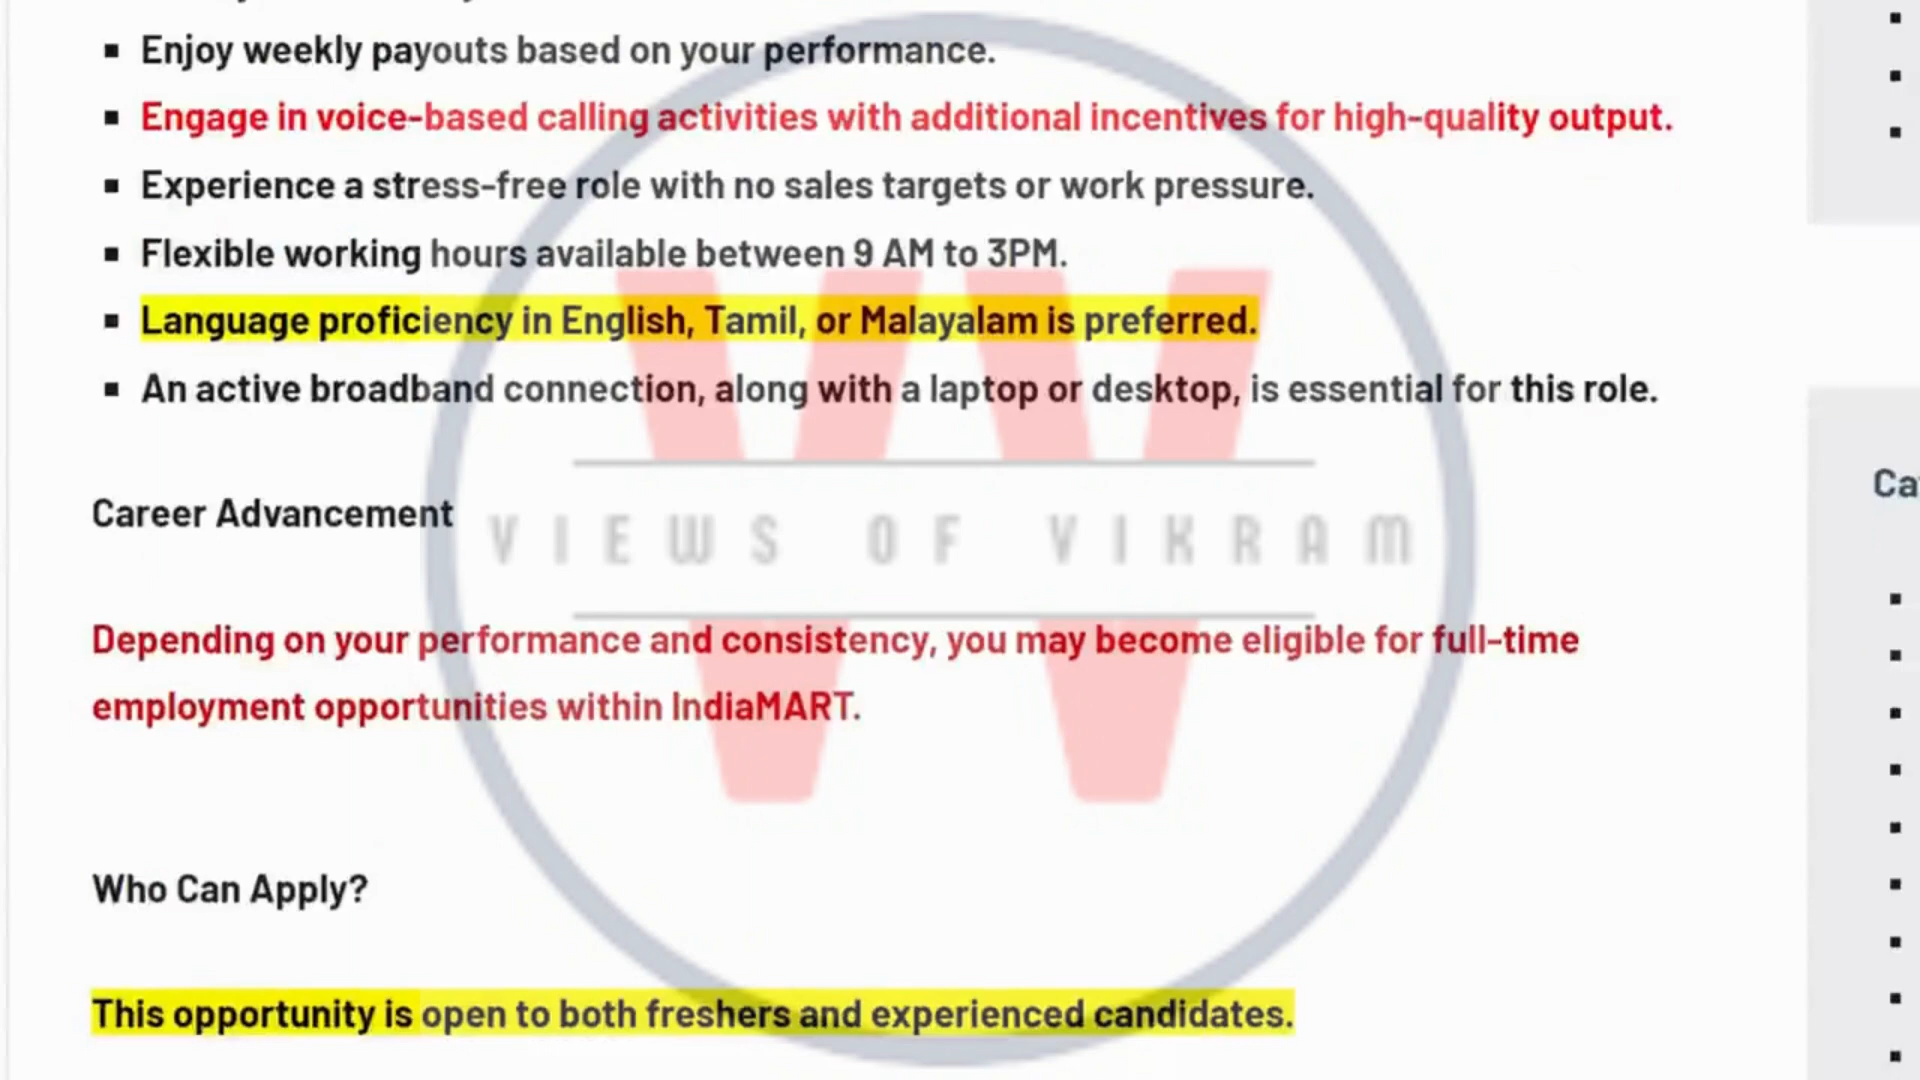 Enjoy weekly payouts based on your performance.
Engage in voice-based calling activities with additional incentives for high-quality output.
Experience a stress-free role with no sales targets or work pressure.
Flexible working hours available between 9 AM to 3PM.
Language proficiency in English, Tamil, or Malayalam is preferred.
An active broadband connection, along with a laptop or desktop, is essential for this role.
Career Advancement
VIEWS OF VIKRAM
Depending on your performance and consistency, you may become eligible for full-time
employment opportunities within IndiaMART.
Who Can Apply?
This opportunity is open to both freshers and experienced candidates.